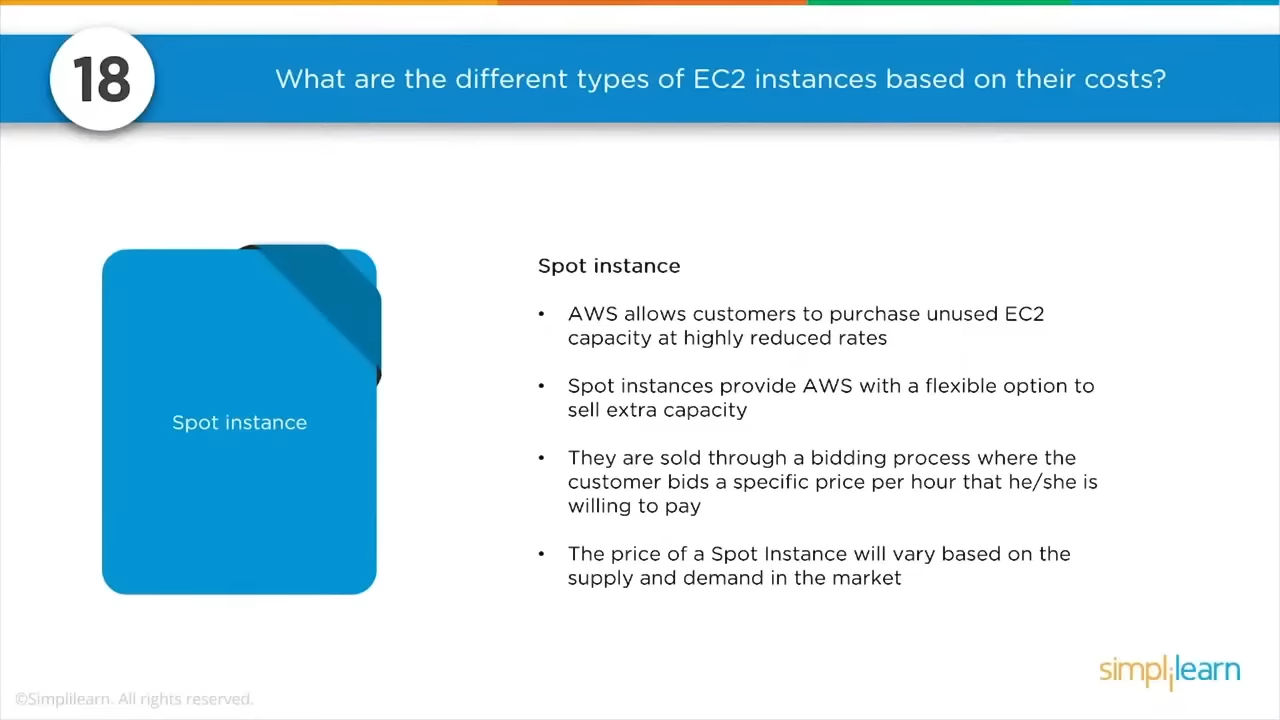 18
What are the different types of EC2 instances based on their costs?
Spot instance
Spot instance
• AWS allows customers to purchase unused EC2
capacity at highly reduced rates
• Spot instances provide AWS with a flexible option to
sell extra capacity
• They are sold through a bidding process where the
customer bids a specific price per hour that he/she is
willing to pay
• The price of a Spot Instance will vary based on the
supply and demand in the market
simplilearn
©Simplilearn. All rights reserved.